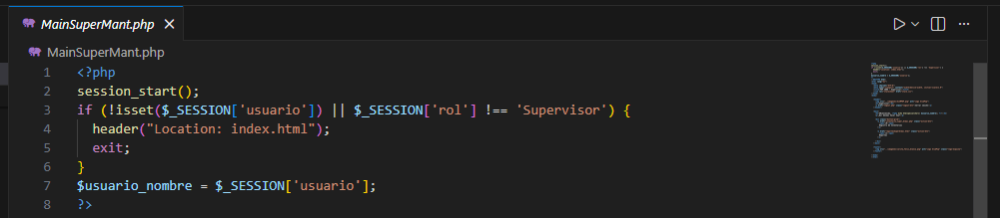 MainSuperMant.php
MainSuperMant.php
1 <?php
2 session_start();
3 if (!isset($_SESSION['usuario']) || $_SESSION['rol'] !== 'Supervisor') {
4   header("Location: index.html");
5   exit;
6 }
7 $usuario_nombre = $_SESSION['usuario'];
8 ?>